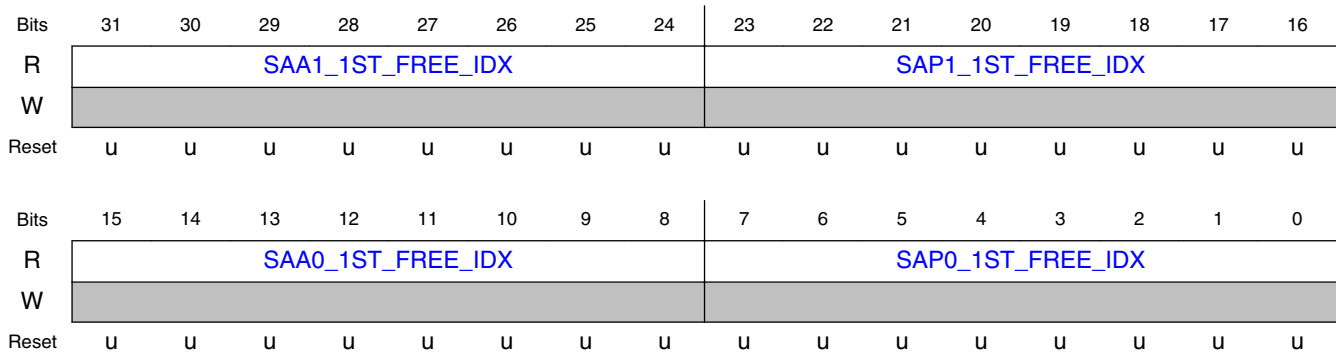 Bits 31 30 29 28 27 26 25 24 23 22 21 20 19 18 17 16
R SAA1_1ST_FREE_IDX SAP1_1ST_FREE_IDX
W
Reset u u u u u u u u u u u u u u u u
Bits 15 14 13 12 11 10 9 8 7 6 5 4 3 2 1 0
R SAA0_1ST_FREE_IDX SAP0_1ST_FREE_IDX
W
Reset u u u u u u u u u u u u u u u u